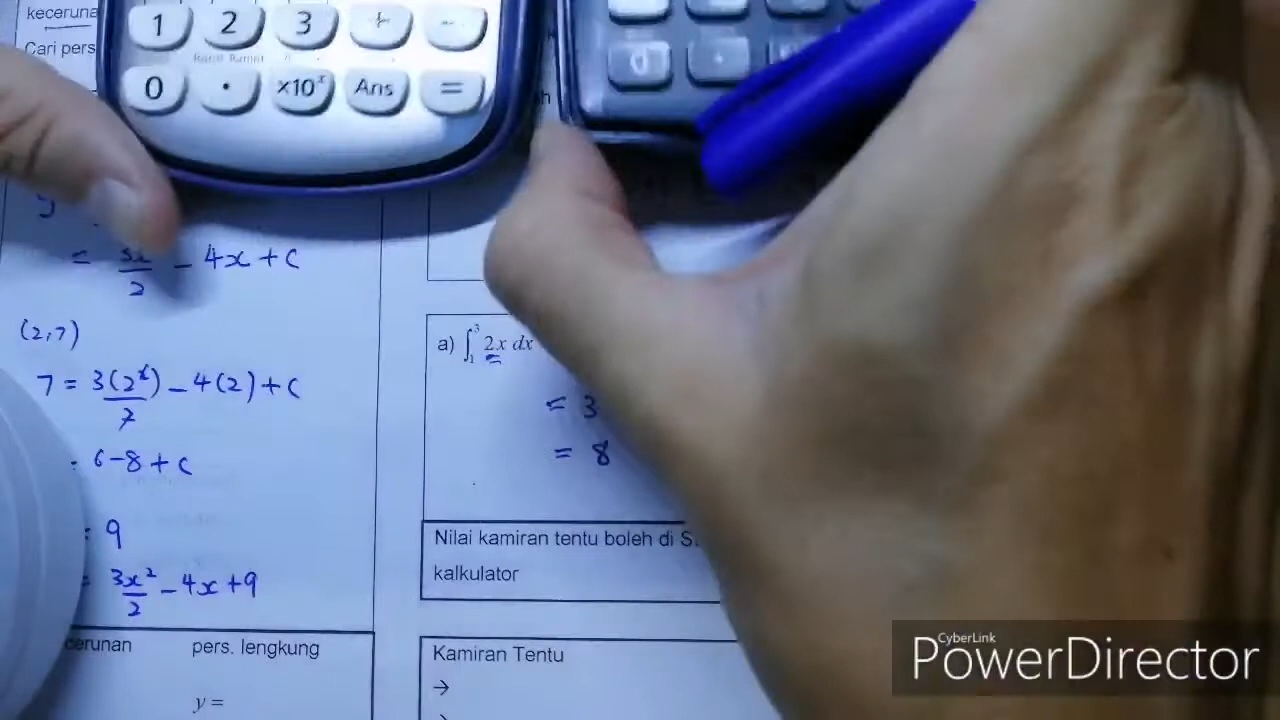 keceruna
Cari pers
1 2 3 + -
0 . ×10ˣ Ans =
0 .
h
y
= 3x/2 - 4x + c
(2,7)
7 = 3(2²)/2 - 4(2) + c
= 6-8+c
= 9
= 3x²/2 - 4x + 9
cerunan pers. lengkung
y =
a) ∫₁³ 2x dx
= 3
= 8
Nilai kamiran tentu boleh di S
kalkulator
Kamiran Tentu
→
CyberLink
PowerDirector